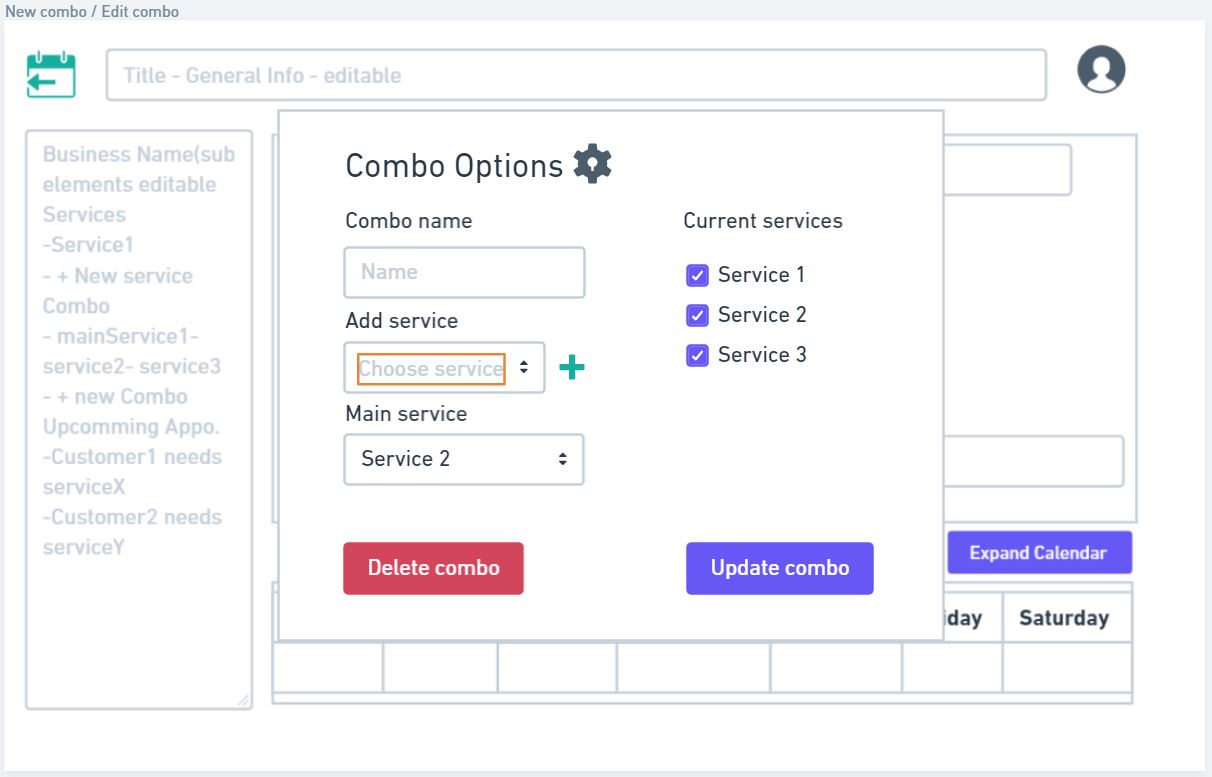 New combo / Edit combo
Title - General Info - editable
Business Name(sub
elements editable
Services
-Service1
- + New service
Combo
- mainService1-
service2- service3
- + new Combo
Upcomming Appo.
-Customer1 needs
serviceX
-Customer2 needs
serviceY
Combo Options
Combo name
Name
Add service
Choose service
Main service
Service 2
Current services
Service 1
Service 2
Service 3
Delete combo
Update combo
Expand Calendar
iday
Saturday